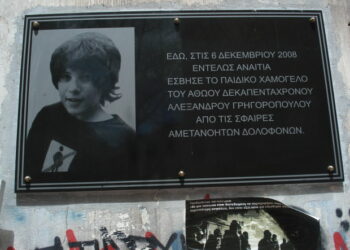 ΕΔΩ, ΣΤΙΣ 6 ΔΕΚΕΜΒΡΙΟΥ 2008
ΕΝΤΕΛΩΣ ΑΝΑΙΤΙΑ
ΕΣΒΗΣΕ ΤΟ ΠΑΙΔΙΚΟ ΧΑΜΟΓΕΛΟ
ΤΟΥ ΑΘΩΟΥ ΔΕΚΑΠΕΝΤΑΧΡΟΝΟΥ
ΑΛΕΞΑΝΔΡΟΥ ΓΡΗΓΟΡΟΠΟΥΛΟΥ
ΑΠΟ ΤΙΣ ΣΦΑΙΡΕΣ
ΑΜΕΤΑΝΟΗΤΩΝ ΔΟΛΟΦΟΝΩΝ.